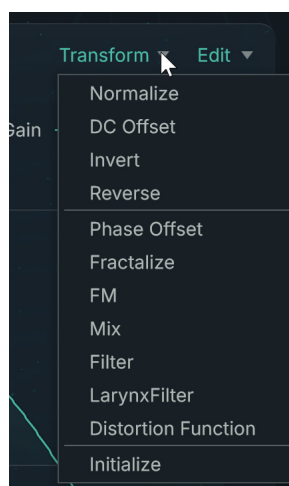 Transform Edit
Gain
Normalize
DC Offset
Invert
Reverse
Phase Offset
Fractalize
FM
Mix
Filter
LarynxFilter
Distortion Function
Initialize